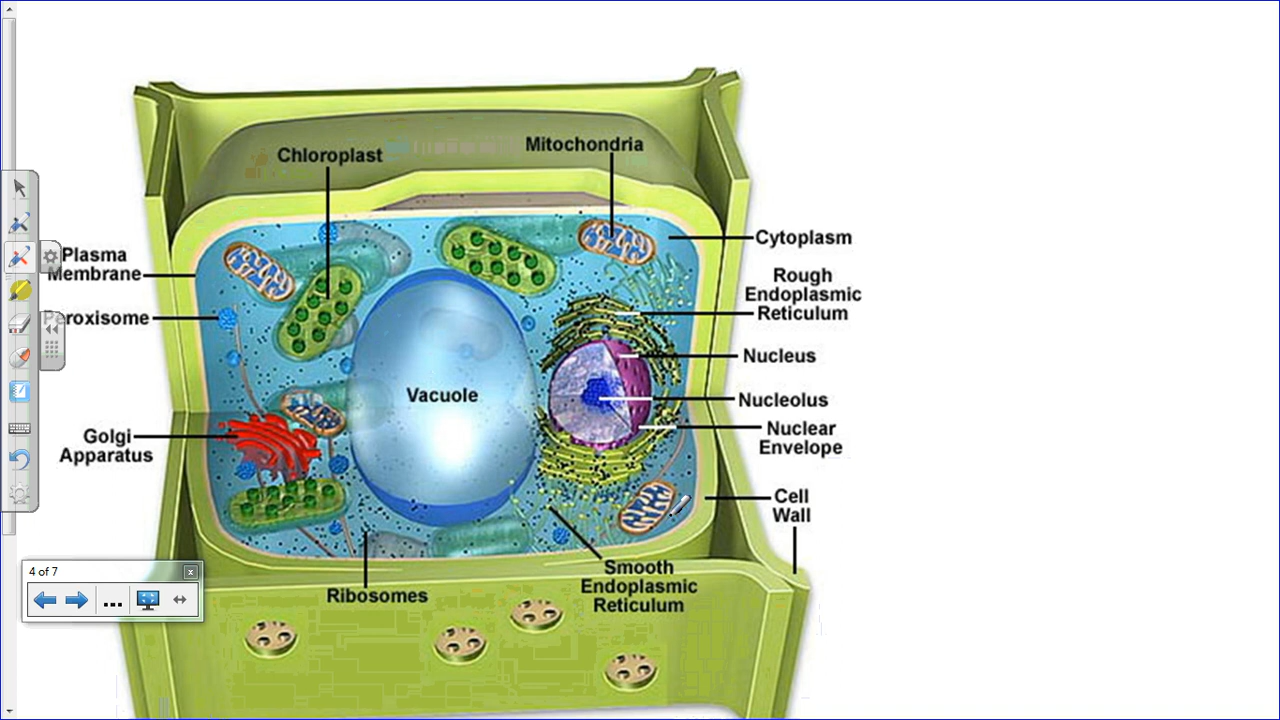 Chloroplast
Mitochondria
Plasma
Membrane
Cytoplasm
Rough
Endoplasmic
Reticulum
Peroxisome
Nucleus
Vacuole
Nucleolus
Golgi
Apparatus
Nuclear
Envelope
Cell
Wall
Smooth
Endoplasmic
Reticulum
Ribosomes
4 of 7